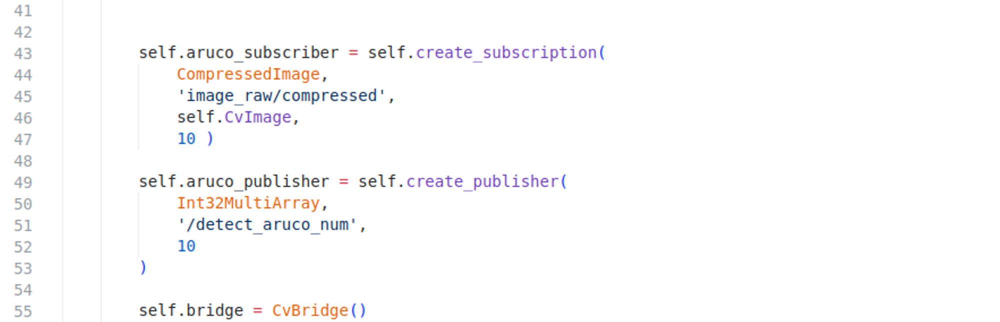 41
42
43 self.aruco_subscriber = self.create_subscription(
44 CompressedImage,
45 'image_raw/compressed',
46 self.CvImage,
47 10 )
48
49 self.aruco_publisher = self.create_publisher(
50 Int32MultiArray,
51 '/detect_aruco_num',
52 10
53 )
54
55 self.bridge = CvBridge()